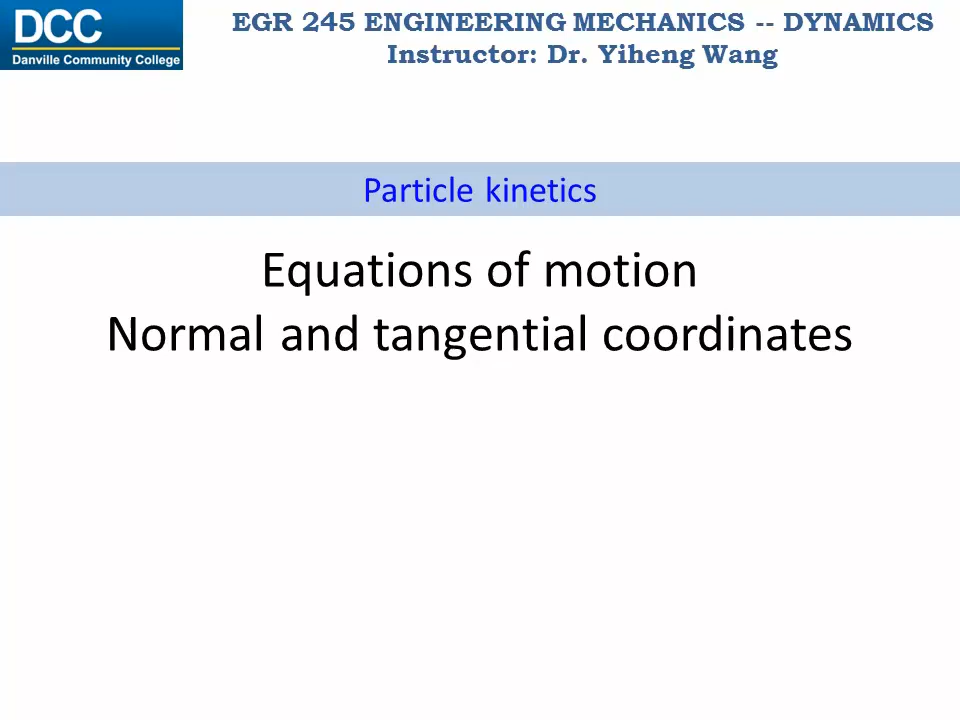 DCC
Danville Community College
EGR 245 ENGINEERING MECHANICS -- DYNAMICS
Instructor: Dr. Yiheng Wang
Particle kinetics
Equations of motion
Normal and tangential coordinates